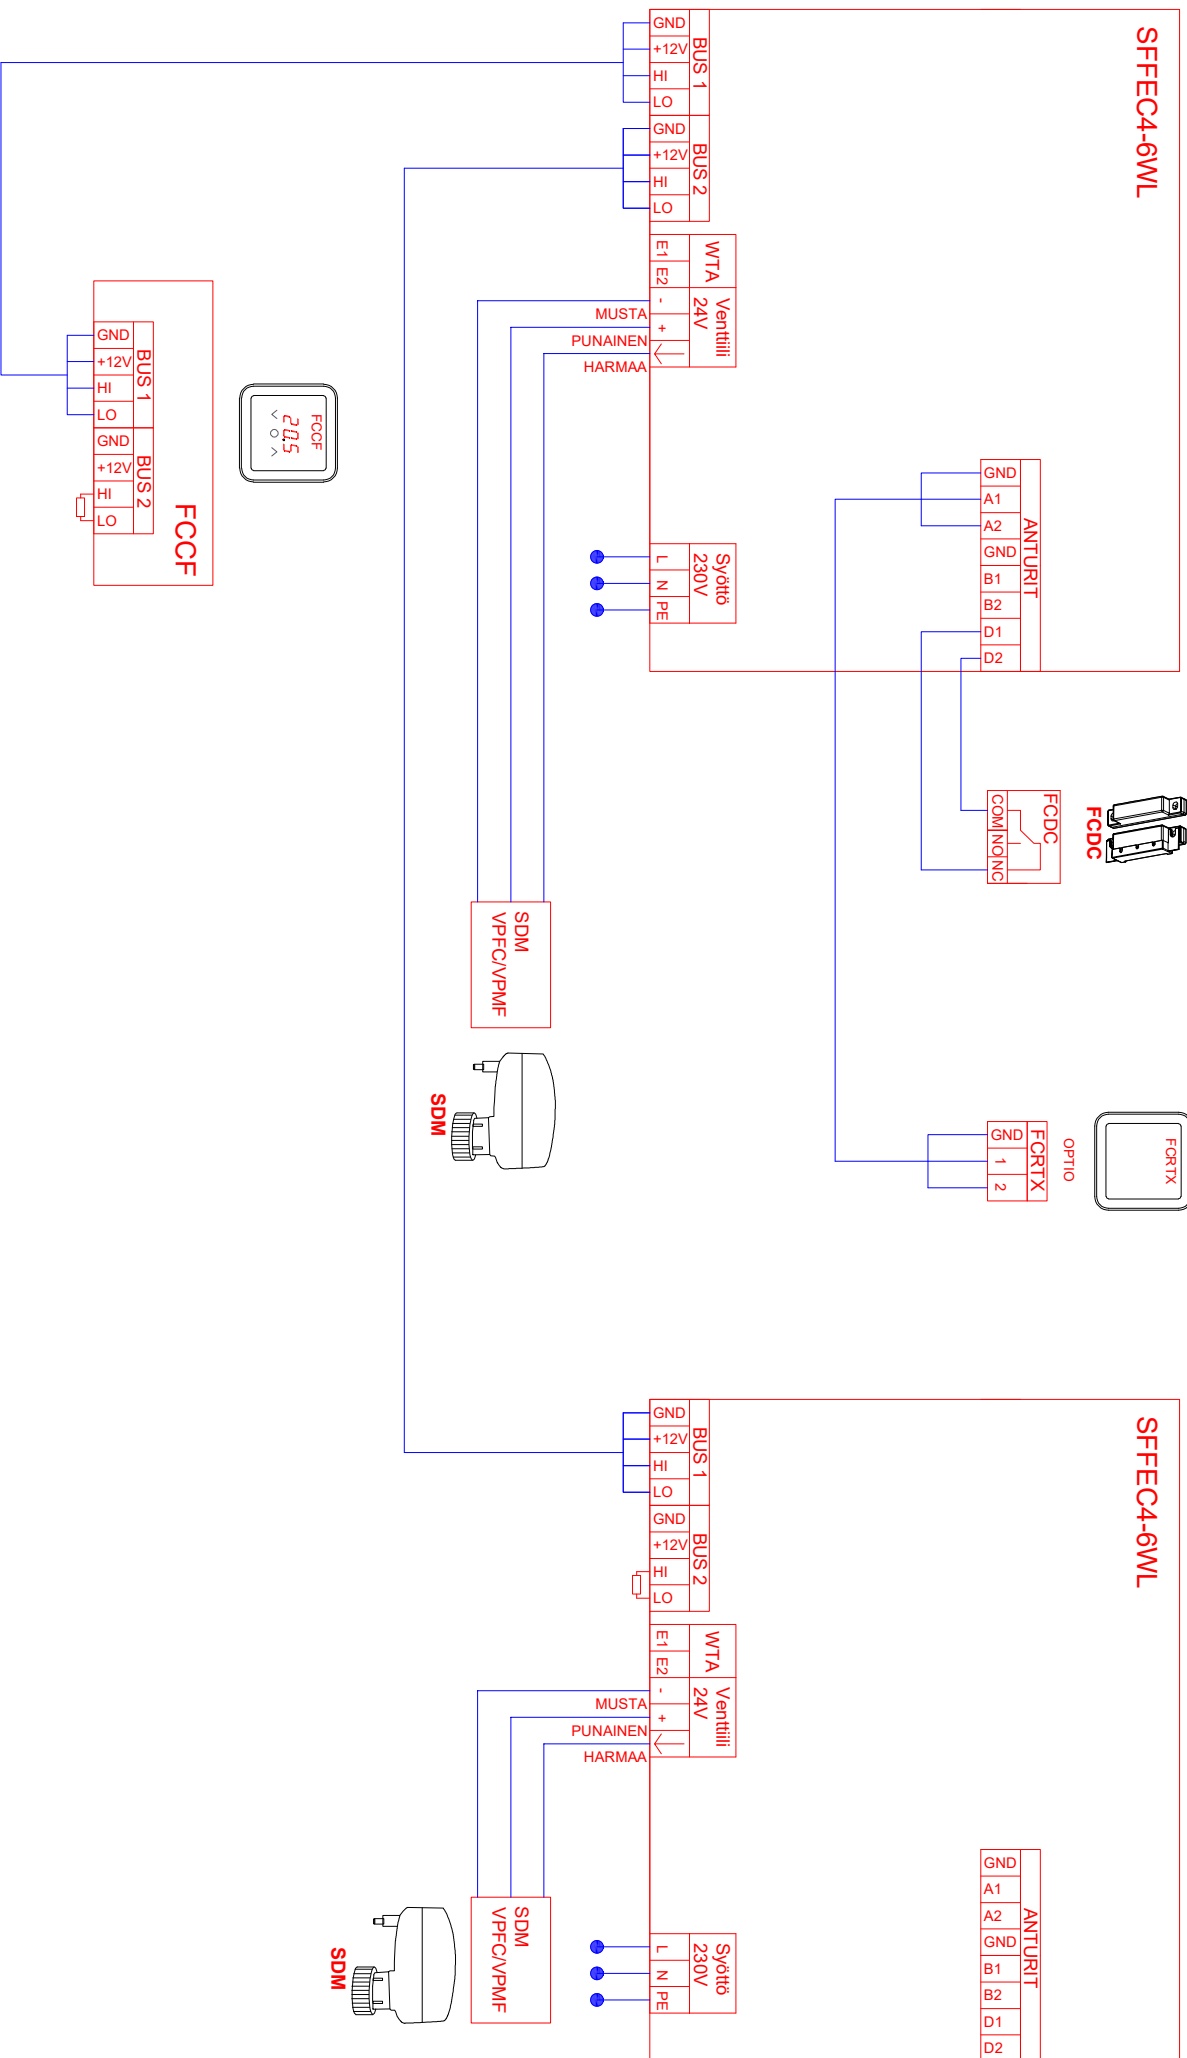 SFFEC4-6WL
GND
+12V
HI
LO
BUS 1
GND
+12V
HI
LO
BUS 2
E1
E2
WTA
-
+
Venttiili
24V
MUSTA
PUNAINEN
HARMAA
L
N
PE
Syöttö
230V
GND
A1
A2
GND
B1
B2
D1
D2
ANTURIT
GND
+12V
HI
LO
BUS 1
GND
+12V
HI
LO
BUS 2
FCCF
FCCF
20.5
FCDC
COM
NO
NC
FCDC
SDM
VPFC/VPMF
SDM
GND
1
2
FCRTX
OPTIO
FCRTX
SFFEC4-6WL
GND
+12V
HI
LO
BUS 1
GND
+12V
HI
LO
BUS 2
E1
E2
WTA
-
+
Venttiili
24V
MUSTA
PUNAINEN
HARMAA
L
N
PE
Syöttö
230V
GND
A1
A2
GND
B1
B2
D1
D2
ANTURIT
SDM
VPFC/VPMF
SDM